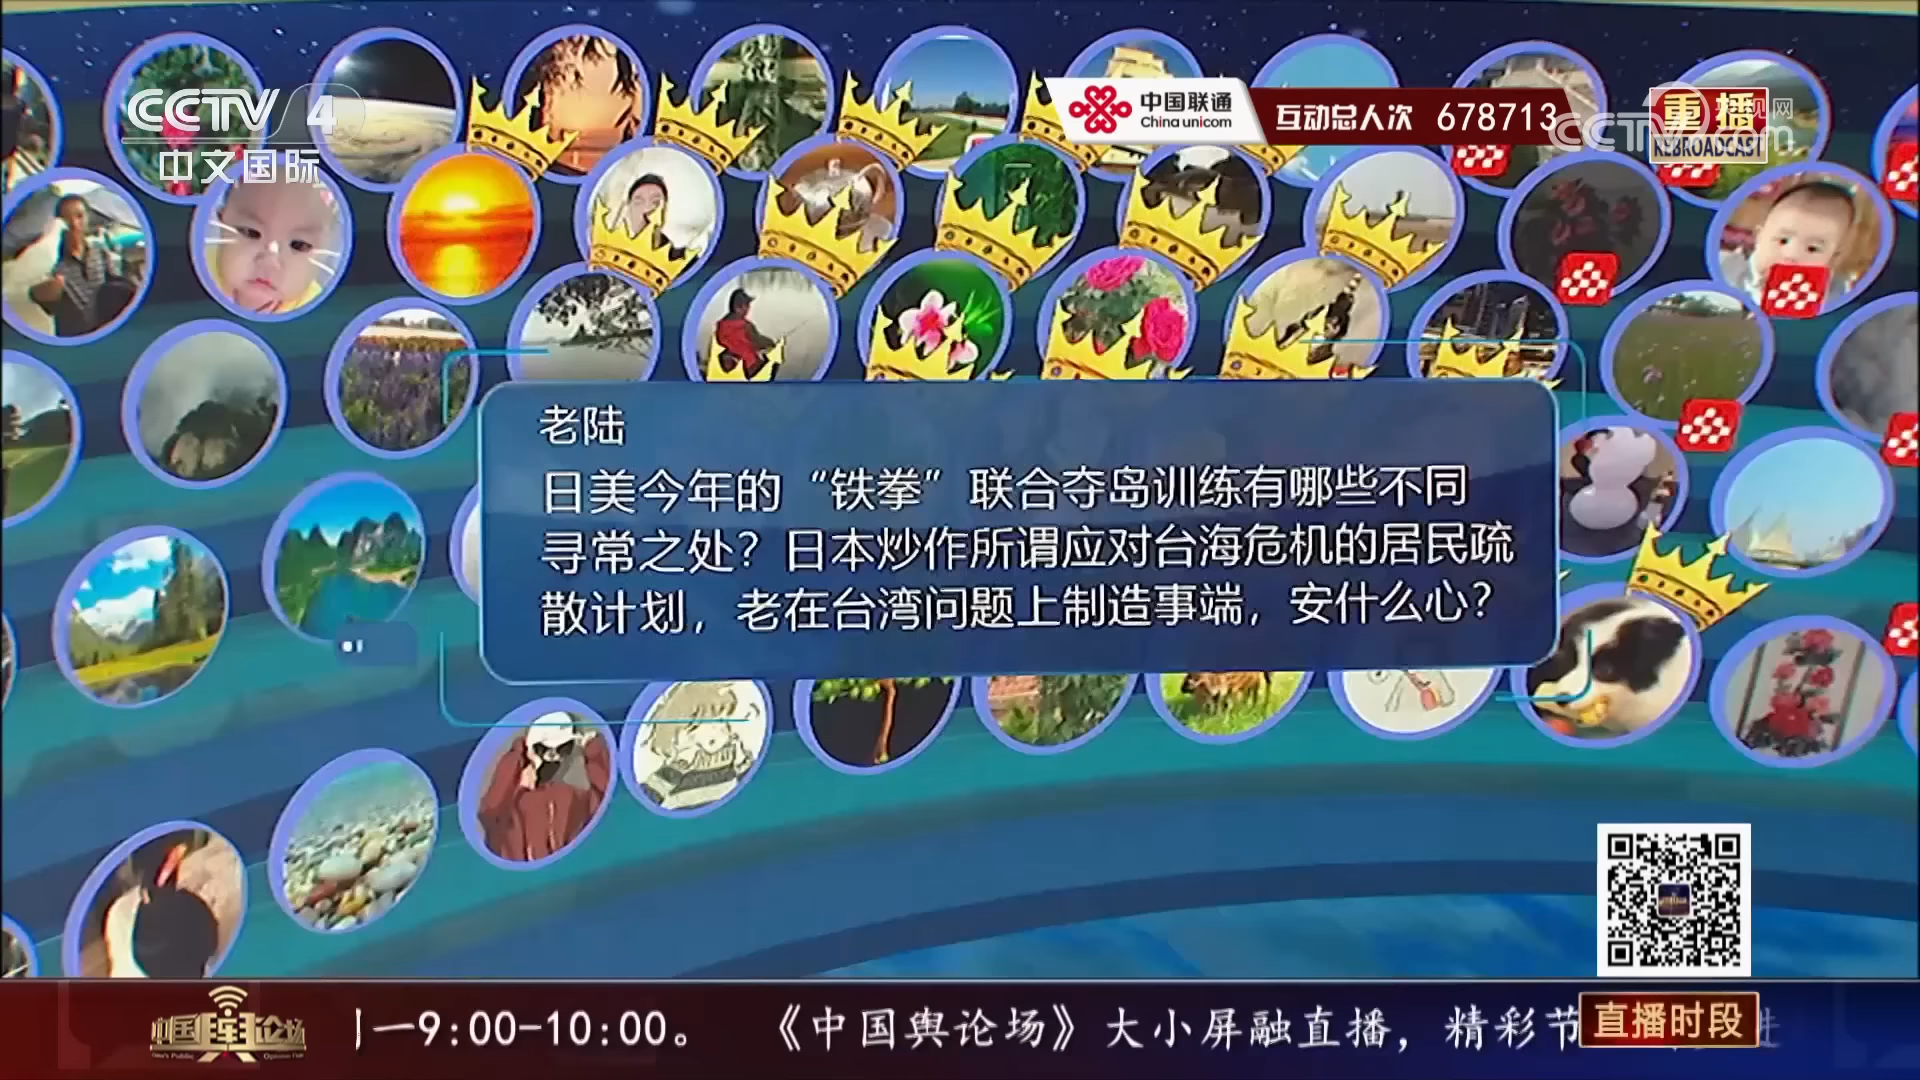 CCTV 4
中文国际
中国联通
China unicom
互动总人次 678713
重播
REBROADCAST
老陆
日美今年的“铁拳”联合夺岛训练有哪些不同
寻常之处？日本炒作所谓应对台海危机的居民疏
散计划，老在台湾问题上制造事端，安什么心？
中国舆论场
一9:00-10:00。 《中国舆论场》大小屏融直播，精彩节
直播时段